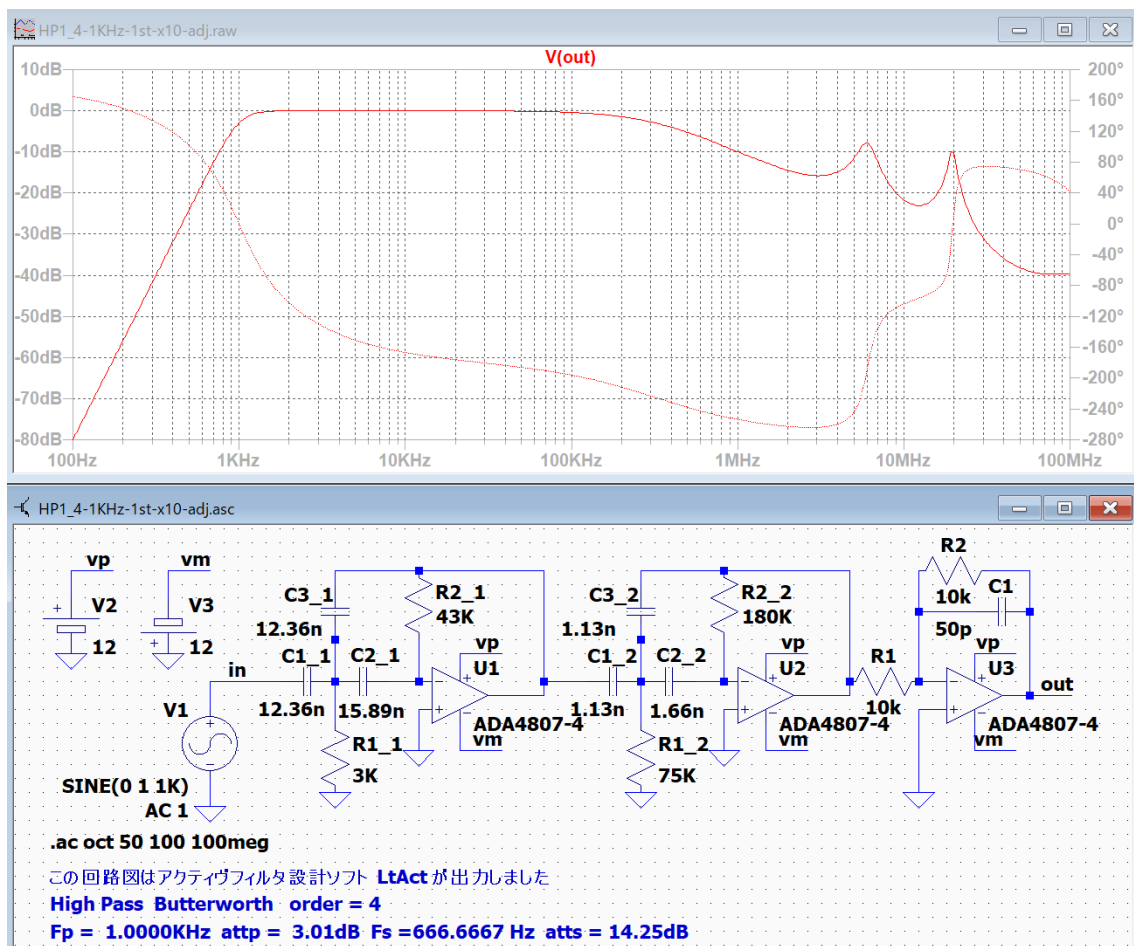 HP1_4-1KHz-1st-x10-adj.raw
V(out)
10dB
0dB
-10dB
-20dB
-30dB
-40dB
-50dB
-60dB
-70dB
-80dB
200°
160°
120°
80°
40°
0°
-40°
-80°
-120°
-160°
-200°
-240°
-280°
100Hz 1KHz 10KHz 100KHz 1MHz 10MHz 100MHz
HP1_4-1KHz-1st-x10-adj.asc
vp
V2
12
vm
V3
12
in
V1
SINE(0 1 1K)
AC 1
C3_1
12.36n
C1_1
12.36n
C2_1
15.89n
R1_1
3K
R2_1
43K
vp
U1
ADA4807-4
vm
C3_2
1.13n
C1_2
1.13n
C2_2
1.66n
R1_2
75K
R2_2
180K
vp
U2
ADA4807-4
vm
R1
10k
R2
10k
C1
50p
vp
U3
ADA4807-4
vm
out
.ac oct 50 100 100meg
この回路図はアクティヴフィルタ設計ソフト LtAct が出力しました
High Pass Butterworth order = 4
Fp = 1.0000KHz attp = 3.01dB Fs =666.6667 Hz atts = 14.25dB